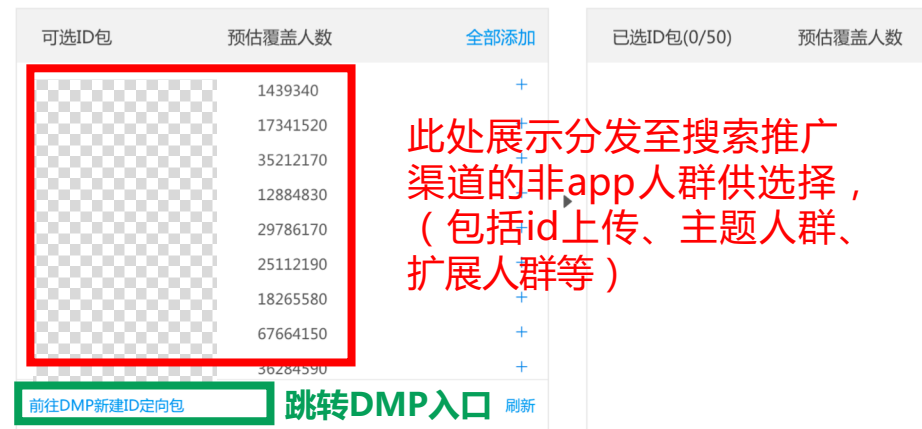 可选ID包 预估覆盖人数 全部添加 已选ID包(0/50) 预估覆盖人数
1439340 +
17341520 +
35212170 +
12884830 +
29786170 +
25112190 +
18265580 +
67664150 +
36284590 +
此处展示分发至搜索推广
渠道的非app人群供选择，
（包括id上传、主题人群、
扩展人群等）
前往DMP新建ID定向包 跳转DMP入口 刷新